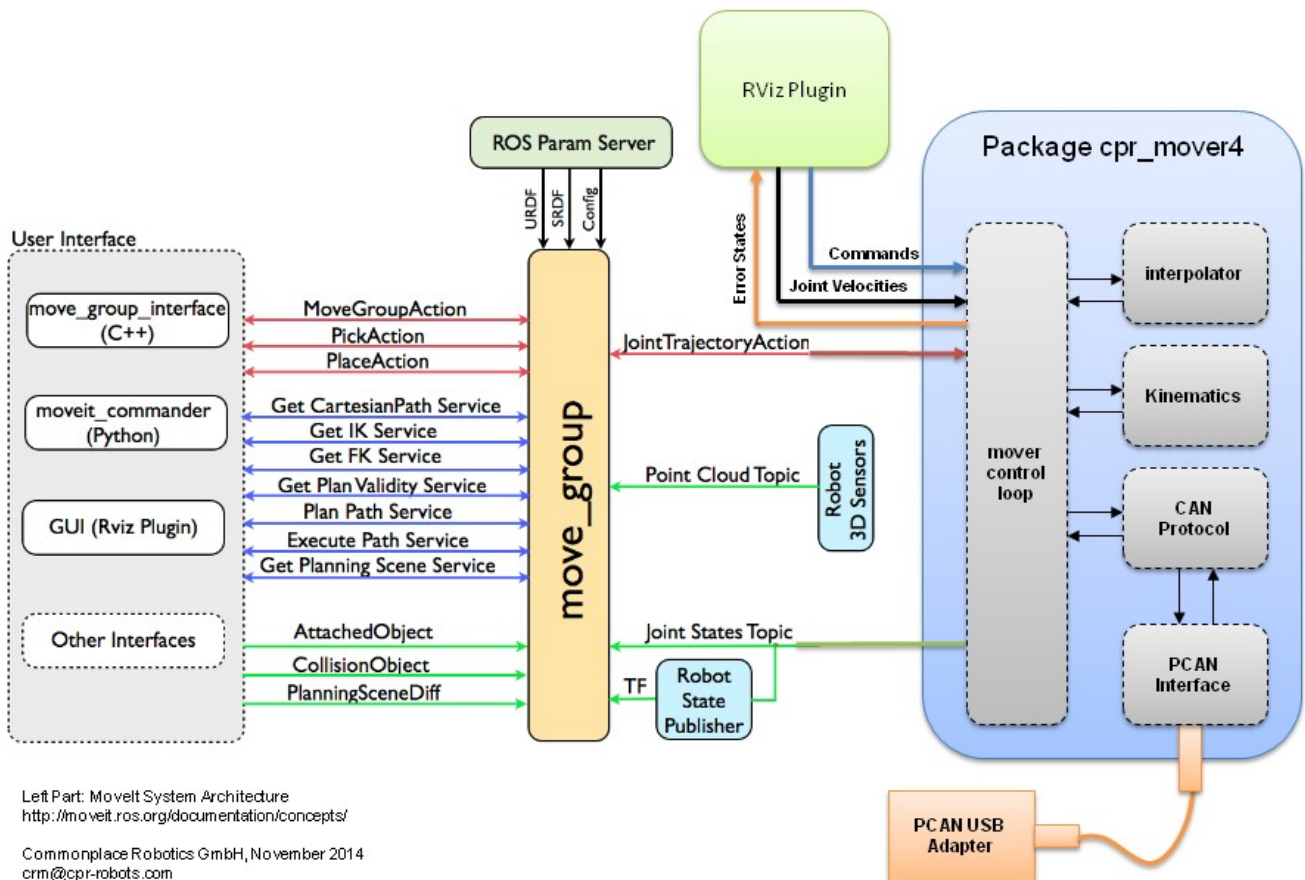 RViz Plugin
ROS Param Server
Package cpr_mover4
URDF
SRDF
Config
User Interface
move_group_interface
(C++)
moveit_commander
(Python)
GUI (Rviz Plugin)
Other Interfaces
MoveGroupAction
PickAction
PlaceAction
Get CartesianPath Service
Get IK Service
Get FK Service
Get Plan Validity Service
Plan Path Service
Execute Path Service
Get Planning Scene Service
AttachedObject
CollisionObject
PlanningSceneDiff
move_group
Error States
Commands
Joint Velocities
JointTrajectoryAction
Point Cloud Topic
Robot
3D Sensors
Joint States Topic
TF
Robot
State
Publisher
mover
control
loop
interpolator
Kinematics
CAN
Protocol
PCAN
Interface
PCAN USB
Adapter
Left Part: MoveIt System Architecture
http://moveit.ros.org/documentation/concepts/
Commonplace Robotics GmbH, November 2014
crm@cpr-robots.com